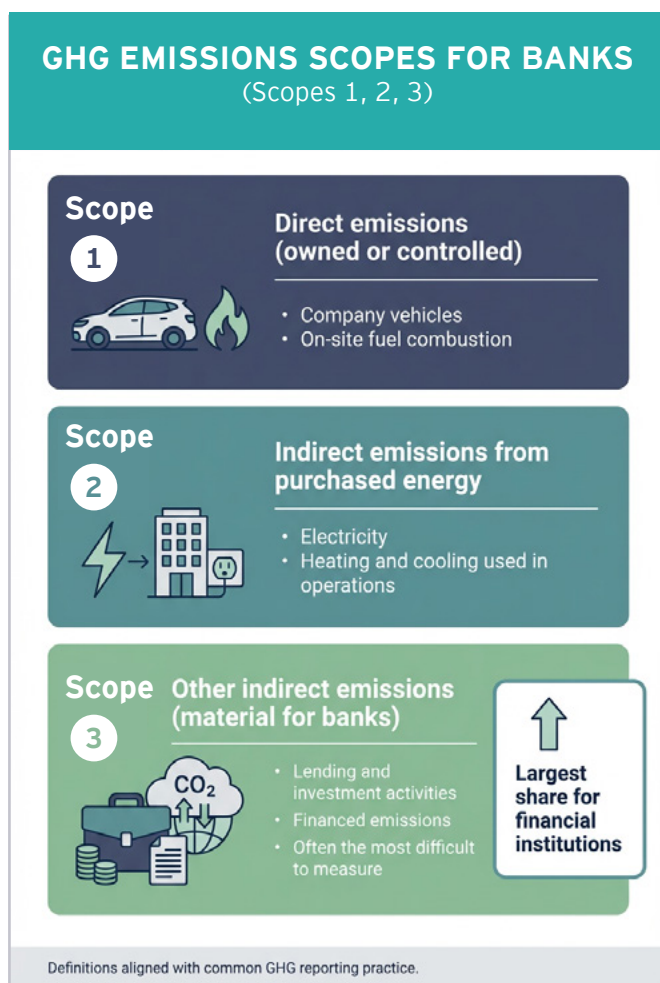 GHG EMISSIONS SCOPES FOR BANKS
(Scopes 1, 2, 3)
Scope
1
Direct emissions
(owned or controlled)
• Company vehicles
• On-site fuel combustion
Scope
2
Indirect emissions from
purchased energy
• Electricity
• Heating and cooling used in
operations
Scope
3
Other indirect emissions
(material for banks)
CO₂
• Lending and
investment activities
• Financed emissions
• Often the most difficult
to measure
Largest
share for
financial
institutions
Definitions aligned with common GHG reporting practice.